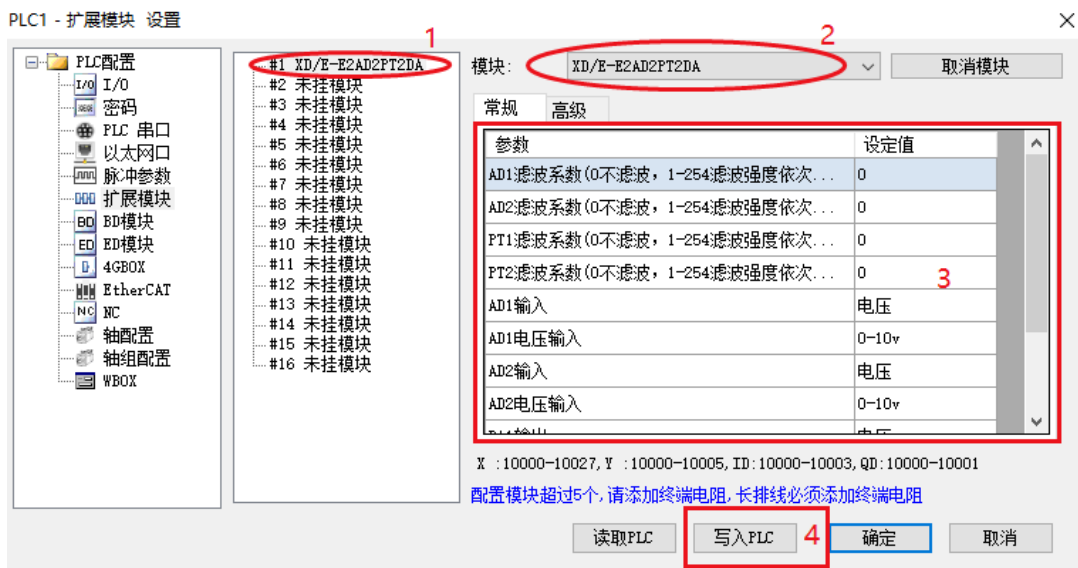 PLC1 - 扩展模块 设置
1
2
PLC配置
I/O I/O
密码
PLC 串口
以太网口
脉冲参数
扩展模块
BD BD模块
ED ED模块
4GBOX
EtherCAT
NC NC
轴配置
轴组配置
WBOX
#1 XD/E-E2AD2PT2DA
#2 未挂模块
#3 未挂模块
#4 未挂模块
#5 未挂模块
#6 未挂模块
#7 未挂模块
#8 未挂模块
#9 未挂模块
#10 未挂模块
#11 未挂模块
#12 未挂模块
#13 未挂模块
#14 未挂模块
#15 未挂模块
#16 未挂模块
模块: XD/E-E2AD2PT2DA 取消模块
常规 高级
参数 设定值
AD1滤波系数(0不滤波，1-254滤波强度依次... 0
AD2滤波系数(0不滤波，1-254滤波强度依次... 0
PT1滤波系数(0不滤波，1-254滤波强度依次... 0
PT2滤波系数(0不滤波，1-254滤波强度依次... 0
3
AD1输入 电压
AD1电压输入 0-10v
AD2输入 电压
AD2电压输入 0-10v
X :10000-10027,Y :10000-10005,ID:10000-10003,QD:10000-10001
配置模块超过5个,请添加终端电阻,长排线必须添加终端电阻
读取PLC 写入PLC 4 确定 取消